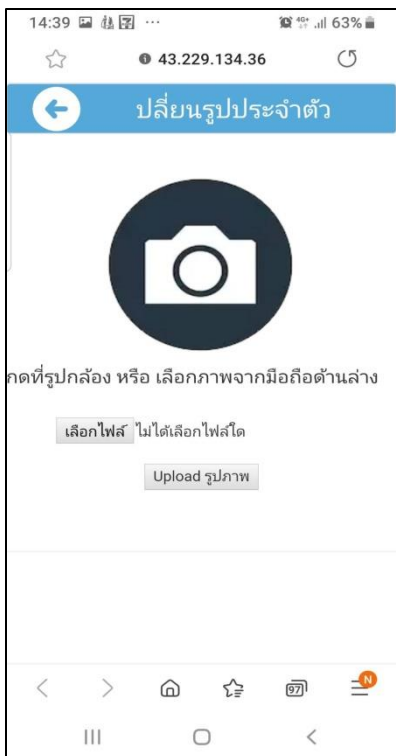 14:39 ... 4G+ 63%
43.229.134.36
ปลี่ยนรูปประจำตัว
กดที่รูปกล้อง หรือ เลือกภาพจากมือถือด้านล่าง
เลือกไฟล์ ไม่ได้เลือกไฟล์ใด
Upload รูปภาพ
97 N